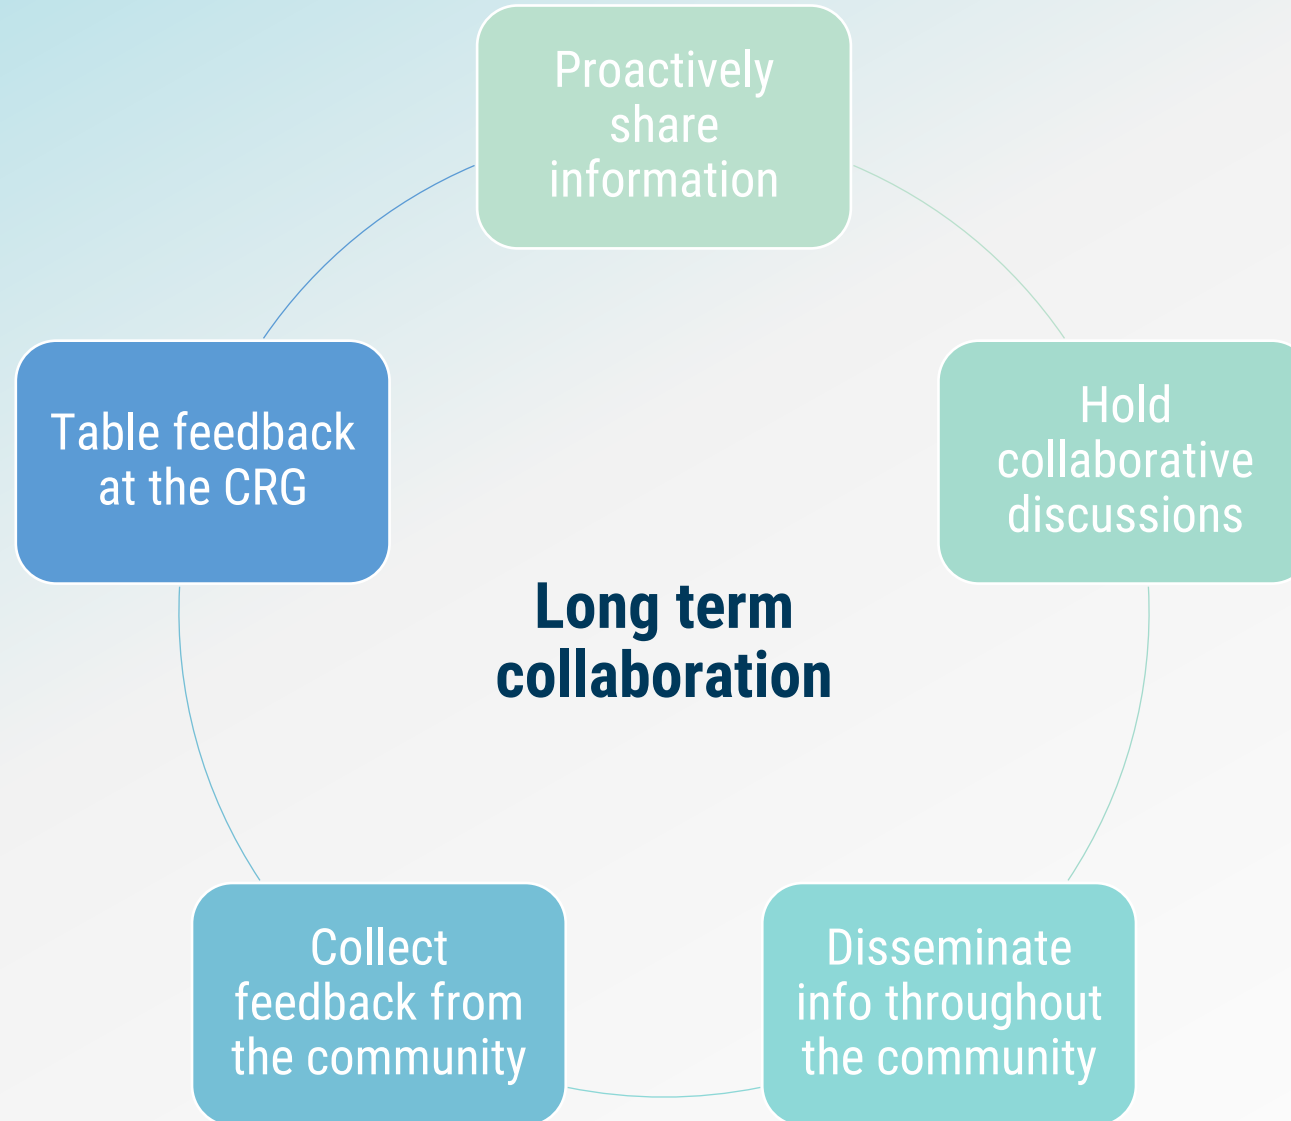 Proactively
share
information
Hold
collaborative
discussions
Disseminate
info throughout
the community
Collect
feedback from
the community
Table feedback
at the CRG
Long term
collaboration